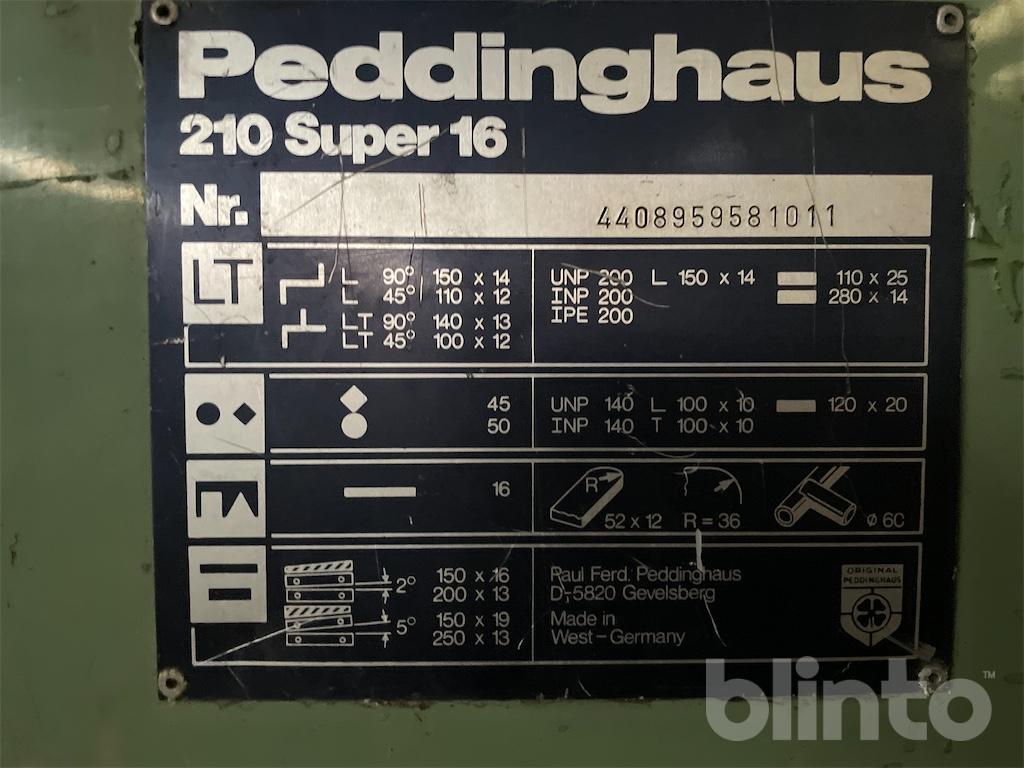 Peddinghaus
210 Super 16
Nr. 4408959581011
LT
L 90° 150 x 14
L 45° 110 x 12
LT 90° 140 x 13
LT 45° 100 x 12
UNP 200 L 150 x 14 110 x 25
INP 200 280 x 14
IPE 200
45
50
UNP 140 L 100 x 10 120 x 20
INP 140 T 100 x 10
16
R
52 x 12 R = 36 ø 60
2° 150 x 16
200 x 13
5° 150 x 19
250 x 13
Paul Ferd. Peddinghaus
D-5820 Gevelsberg
Made in
West-Germany
ORIGINAL
PEDDINGHAUS
blinto™